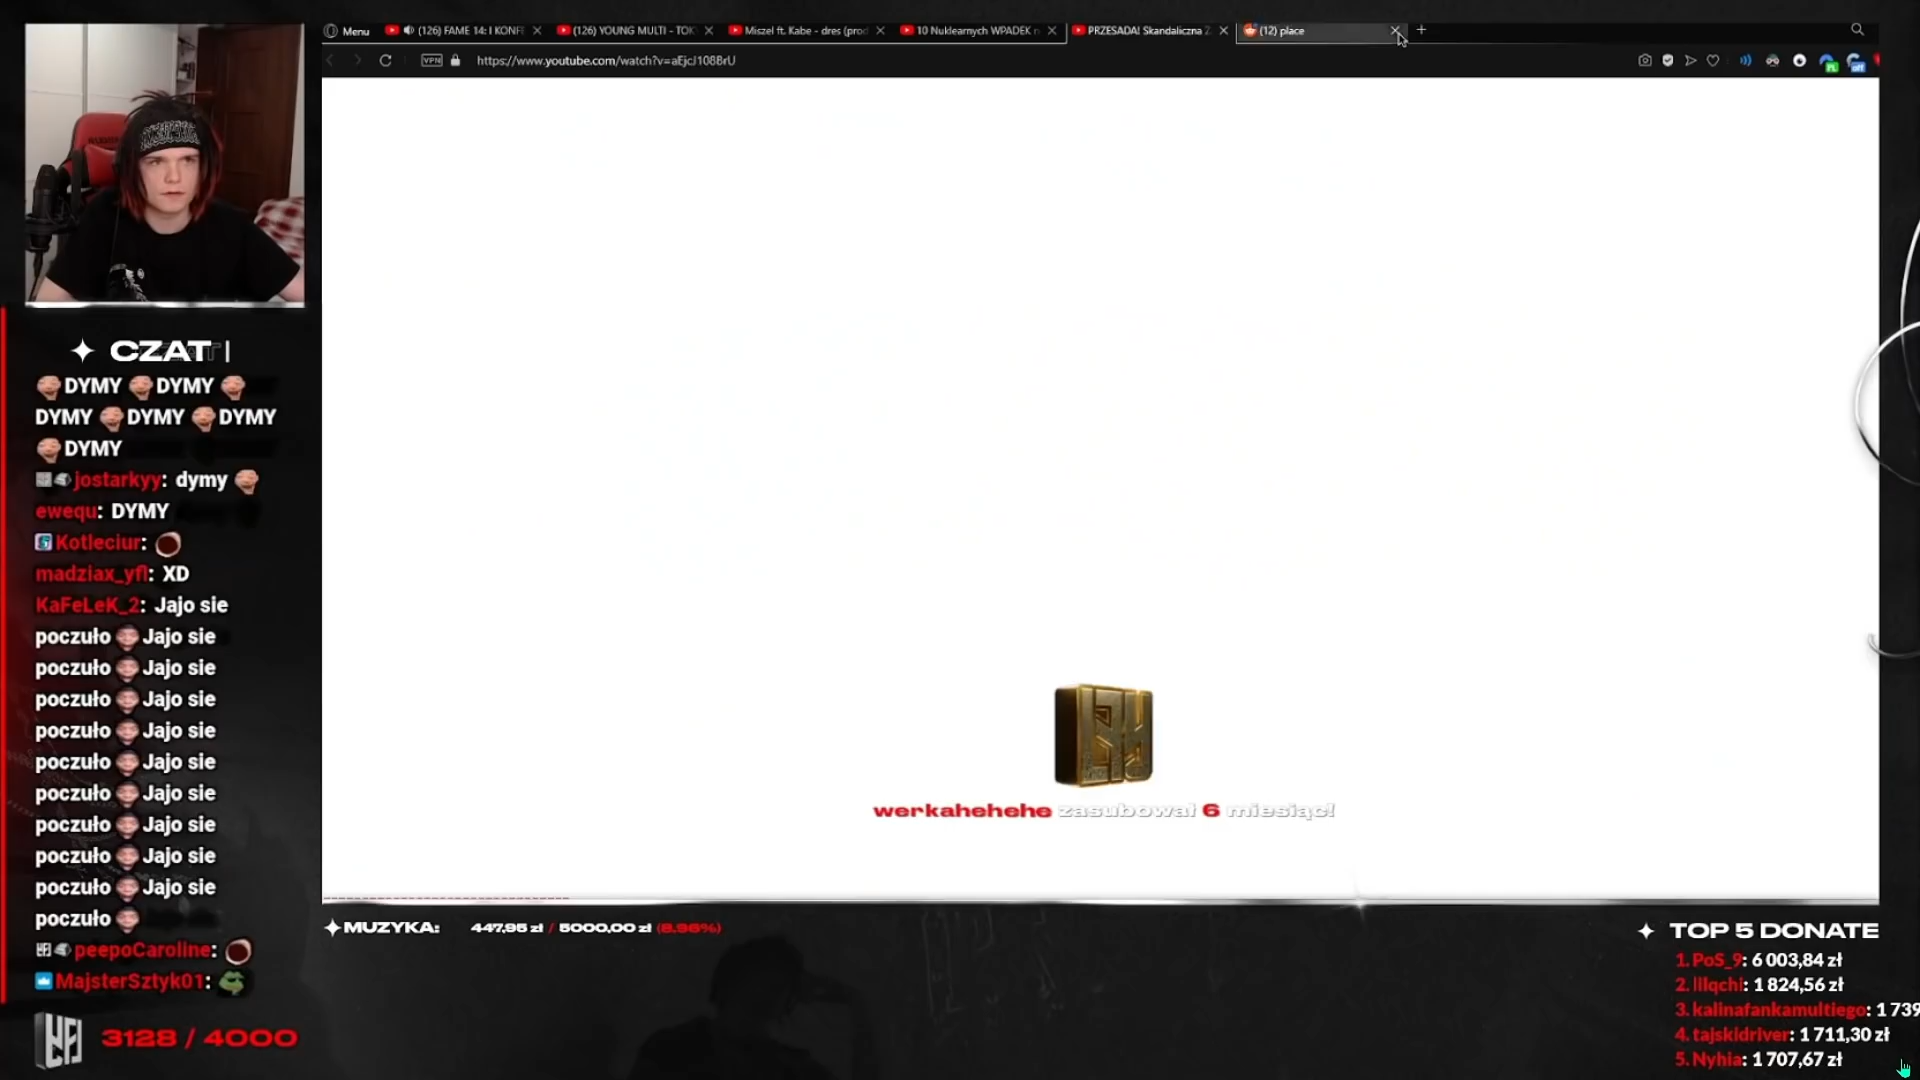 Menu
(126) FAME 14: I KONF
(126) YOUNG MULTI - TOK
Miszel ft. Kabe - dres (prod
10 Nuklearnych WPADEK
PRZESADA! Skandaliczna
(12) place
VPN
https://www.youtube.com/watch?v=aEjcJ1088rU
CZAT
DYMY DYMY
DYMY DYMY DYMY
DYMY
jostarkyy: dymy
ewequ: DYMY
Kotleciur:
madziax_yfl: XD
KaFeLeK_2: Jajo sie
poczuło Jajo sie
poczuło Jajo sie
poczuło Jajo sie
poczuło Jajo sie
poczuło Jajo sie
poczuło Jajo sie
poczuło Jajo sie
poczuło Jajo sie
poczuło Jajo sie
poczuło
peepoCaroline:
MajsterSztyk01:
3128 / 4000
werkahehehe zasubował 6 miesiąc!
MUZYKA: 447,95 zł / 5000,00 zł (8.96%)
TOP 5 DONATE
1. PoS_9: 6 003,84 zł
2. lilqchi: 1 824,56 zł
3. kalinafankamultiego: 1 739
4. tajskidriver: 1 711,30 zł
5. Nyhia: 1 707,67 zł